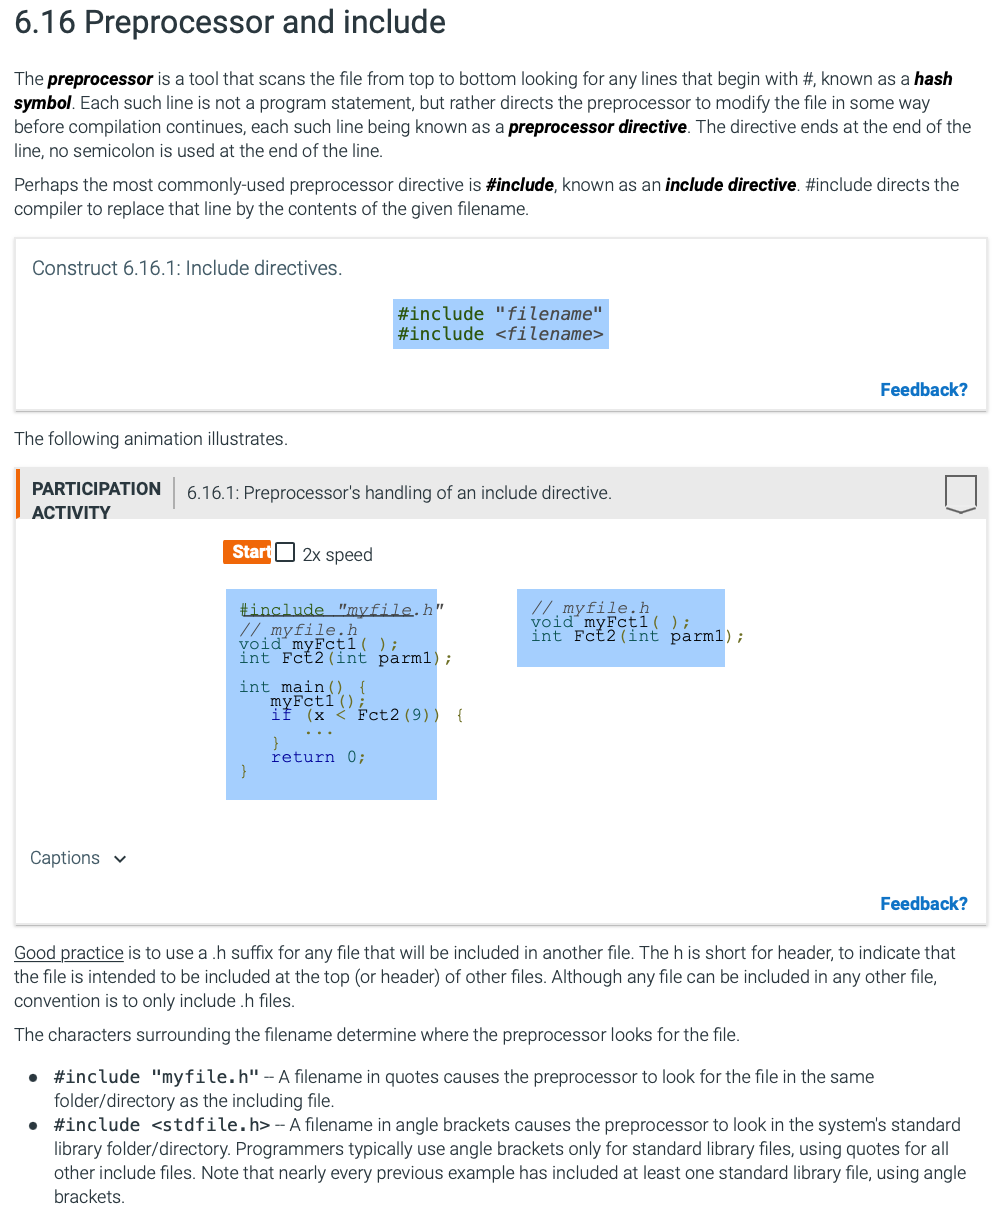 6.16 Preprocessor and include
The preprocessor is a tool that scans the file from top to bottom looking for any lines that begin with #, known as a hash
symbol. Each such line is not a program statement, but rather directs the preprocessor to modify the file in some way
before compilation continues, each such line being known as a preprocessor directive. The directive ends at the end of the
line, no semicolon is used at the end of the line.
Perhaps the most commonly-used preprocessor directive is #include, known as an include directive. #include directs the
compiler to replace that line by the contents of the given filename.
Construct 6.16.1: Include directives.
#include "filename"
#include <filename>
Feedback?
The following animation illustrates.
PARTICIPATION
ACTIVITY
6.16.1: Preprocessor's handling of an include directive.
Start 2x speed
#include "myfile.h"
// myfile.h
void myFct1( );
int Fct2(int parm1);
int main() {
myFct1();
if (x < Fct2(9)) {
...
}
return 0;
}
// myfile.h
void myFct1( );
int Fct2(int parm1);
Captions
Feedback?
Good practice is to use a .h suffix for any file that will be included in another file. The h is short for header, to indicate that
the file is intended to be included at the top (or header) of other files. Although any file can be included in any other file,
convention is to only include .h files.
The characters surrounding the filename determine where the preprocessor looks for the file.
● #include "myfile.h" -- A filename in quotes causes the preprocessor to look for the file in the same
folder/directory as the including file.
● #include <stdfile.h> -- A filename in angle brackets causes the preprocessor to look in the system's standard
library folder/directory. Programmers typically use angle brackets only for standard library files, using quotes for all
other include files. Note that nearly every previous example has included at least one standard library file, using angle
brackets.